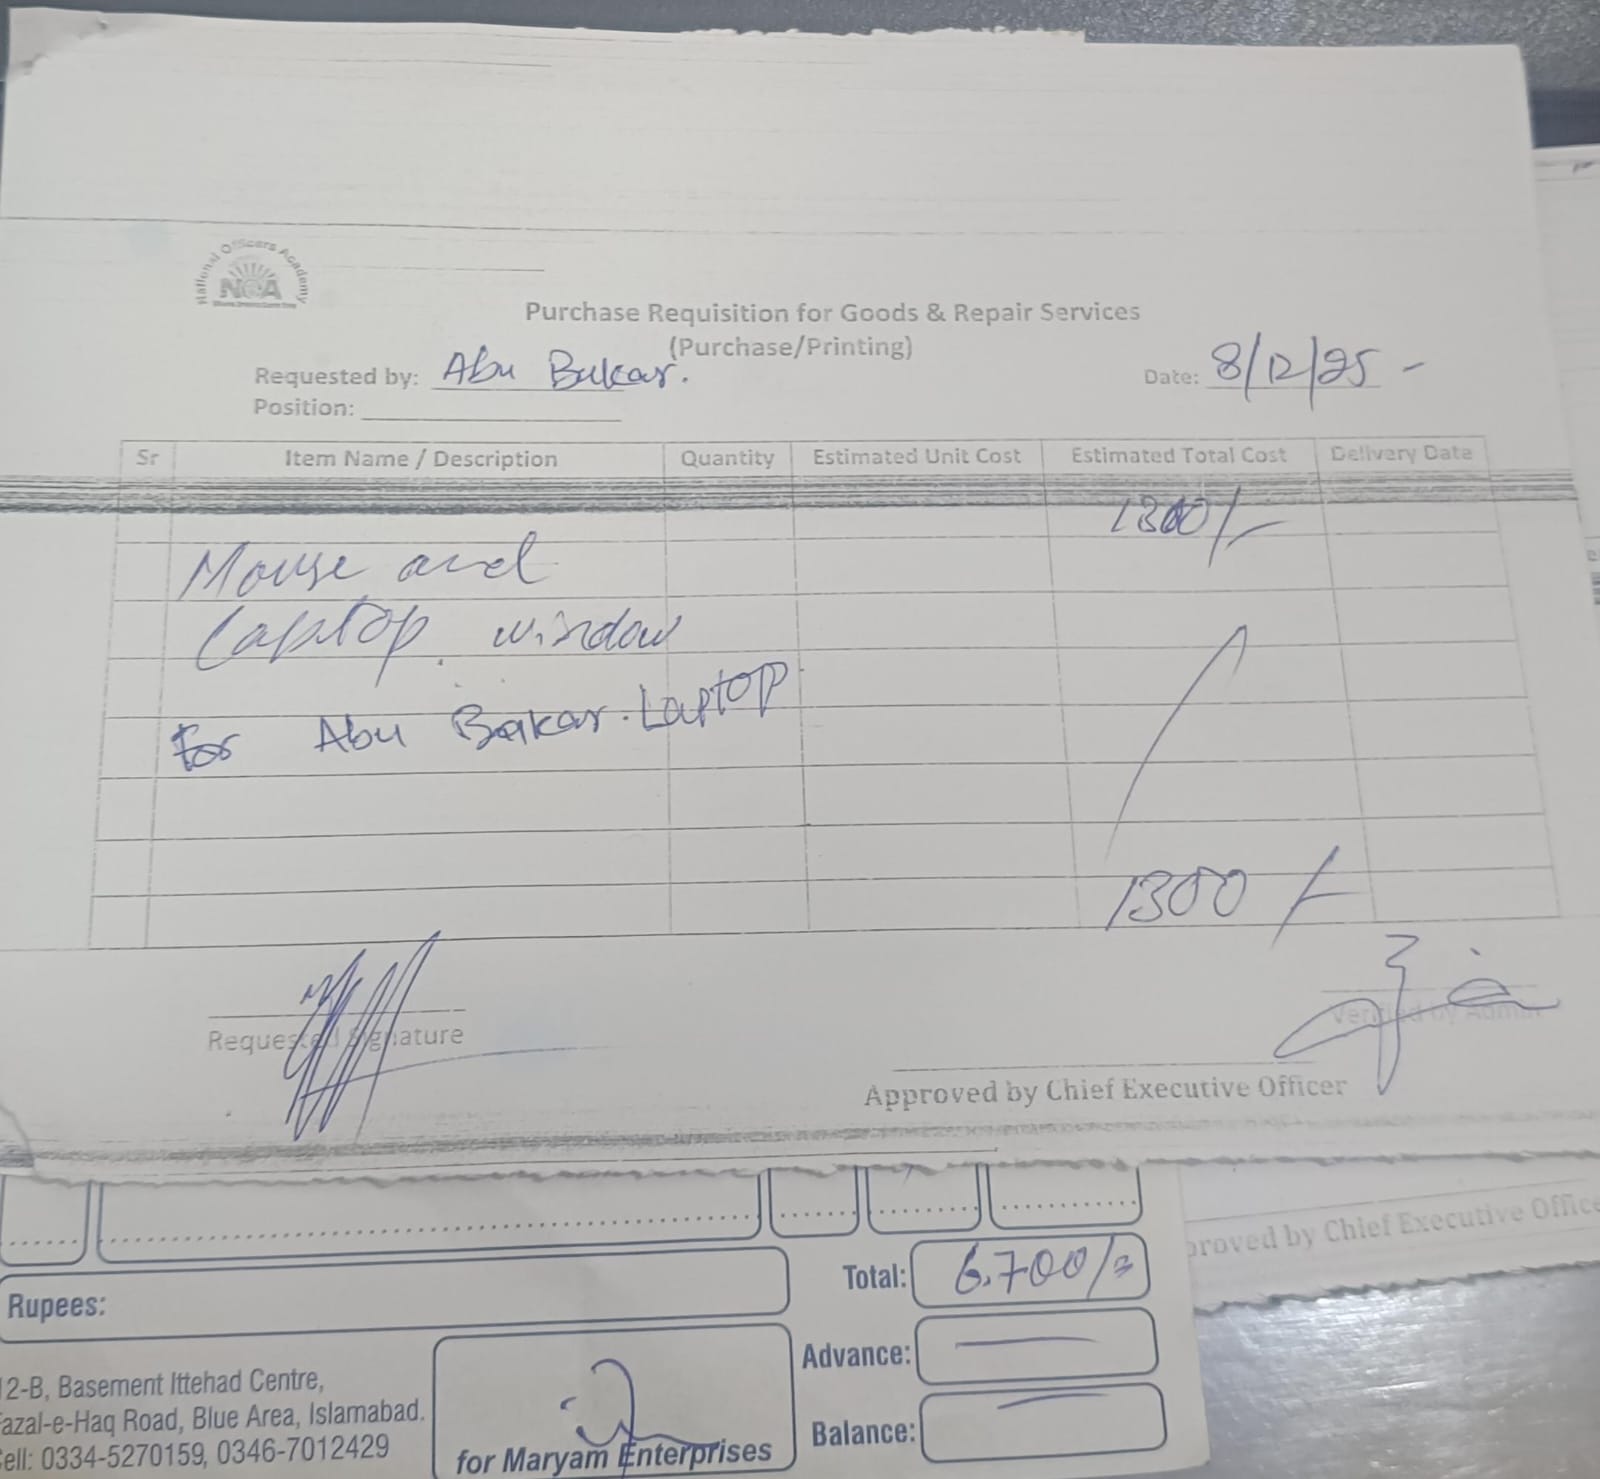 National Officers Academy
NOA
Purchase Requisition for Goods & Repair Services
(Purchase/Printing)
Requested by: Abu Bukar.
Date: 8/12/25 -
Position:
Sr Item Name / Description Quantity Estimated Unit Cost Estimated Total Cost Delivery Date
1300/-
Mouse and
Laptop window
for Abu Bakar. Laptop
1300/-
Requested Signature
Verified by Admin
Approved by Chief Executive Officer
proved by Chief Executive Office
Total: 6,700/=
Rupees:
Advance:
Balance:
12-B, Basement Ittehad Centre,
Fazal-e-Haq Road, Blue Area, Islamabad.
Cell: 0334-5270159, 0346-7012429
for Maryam Enterprises